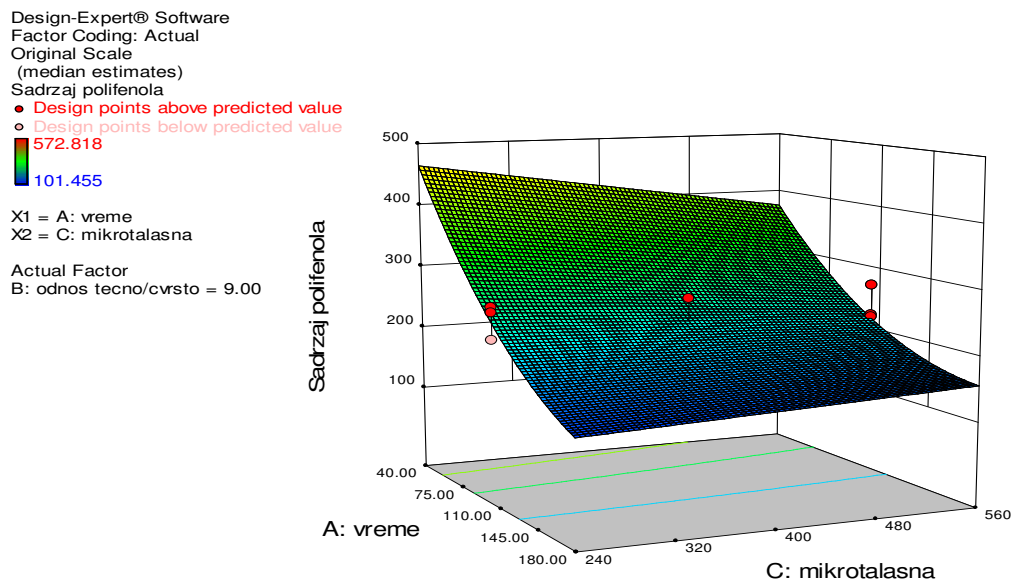 Design-Expert® Software
Factor Coding: Actual
Original Scale
(median estimates)
Sadrzaj polifenola
Design points above predicted value
Design points below predicted value
572.818
101.455
X1 = A: vreme
X2 = C: mikrotalasna
Actual Factor
B: odnos tecno/cvrsto = 9.00
500
400
300
200
100
Sadrzaj polifenola
40.00
75.00
110.00
145.00
180.00
A: vreme
240
320
400
480
560
C: mikrotalasna